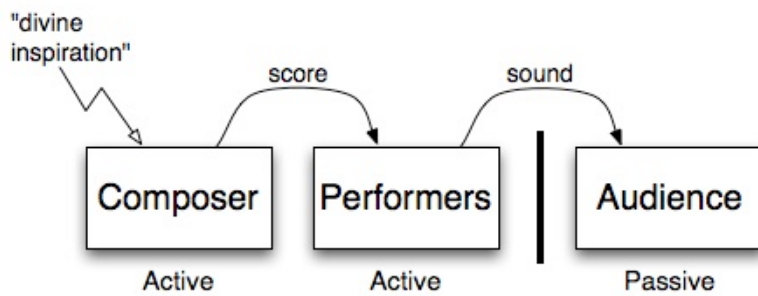 "divine
inspiration"
score
sound
Composer
Performers
Audience
Active
Active
Passive